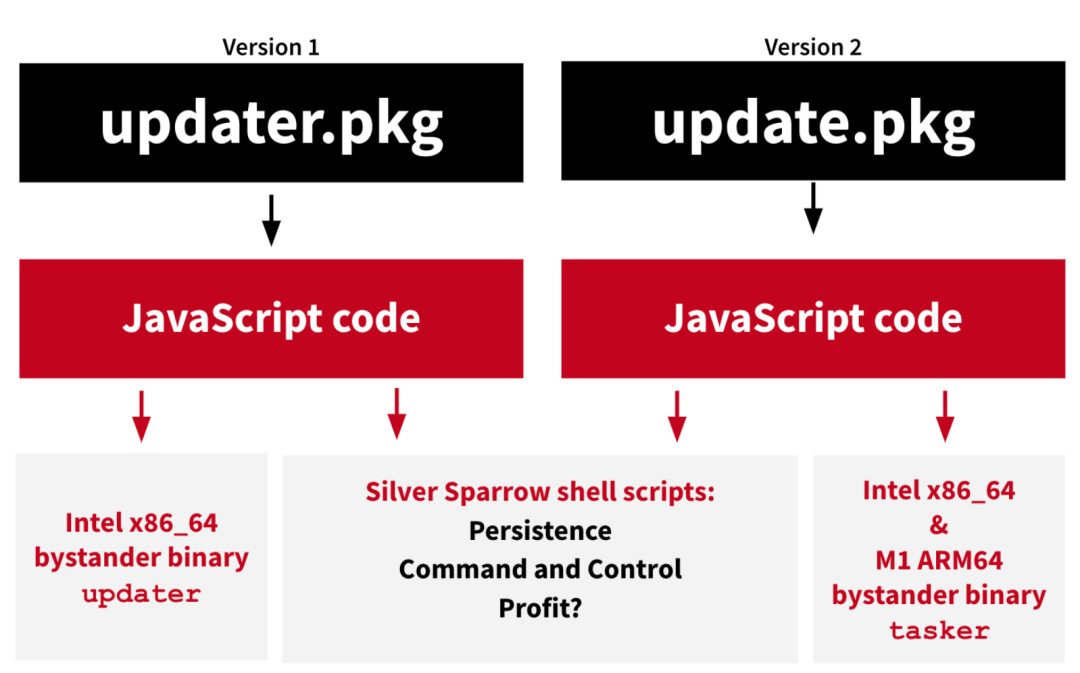 Version 1
updater.pkg
JavaScript code
Version 2
update.pkg
JavaScript code
Intel x86_64
bystander binary
updater
Silver Sparrow shell scripts:
Persistence
Command and Control
Profit?
Intel x86_64
&
M1 ARM64
bystander binary
tasker